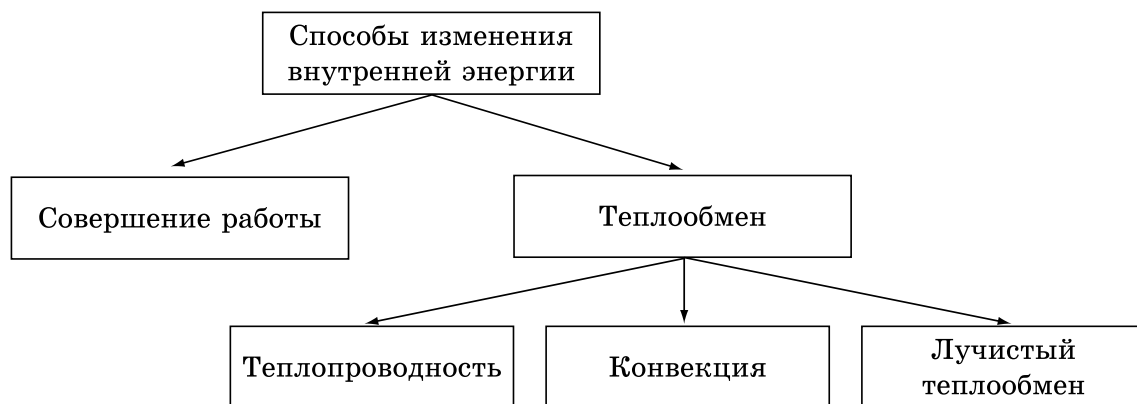 Способы изменения
внутренней энергии
Совершение работы
Теплообмен
Теплопроводность
Конвекция
Лучистый
теплообмен